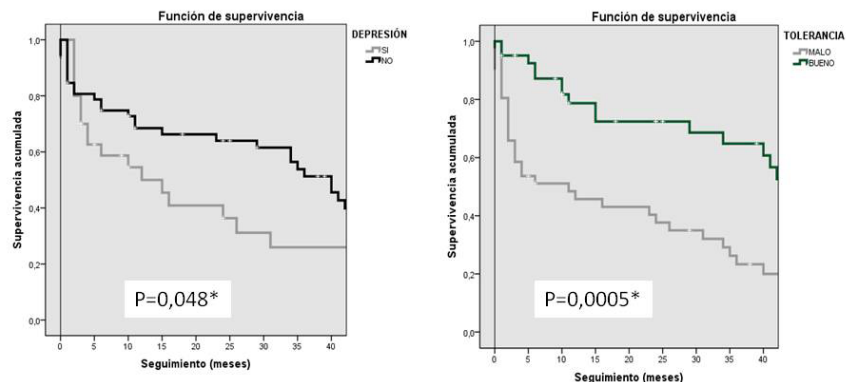 Función de supervivencia
DEPRESIÓN
SI
NO
Supervivencia acumulada
1,0
0,8
0,6
0,4
0,2
0,0
P=0,048*
0 5 10 15 20 25 30 35 40
Seguimiento (meses)
Función de supervivencia
TOLERANCIA
MALO
BUENO
Supervivencia acumulada
1,0
0,8
0,6
0,4
0,2
0,0
P=0,0005*
0 5 10 15 20 25 30 35 40
Seguimiento (meses)